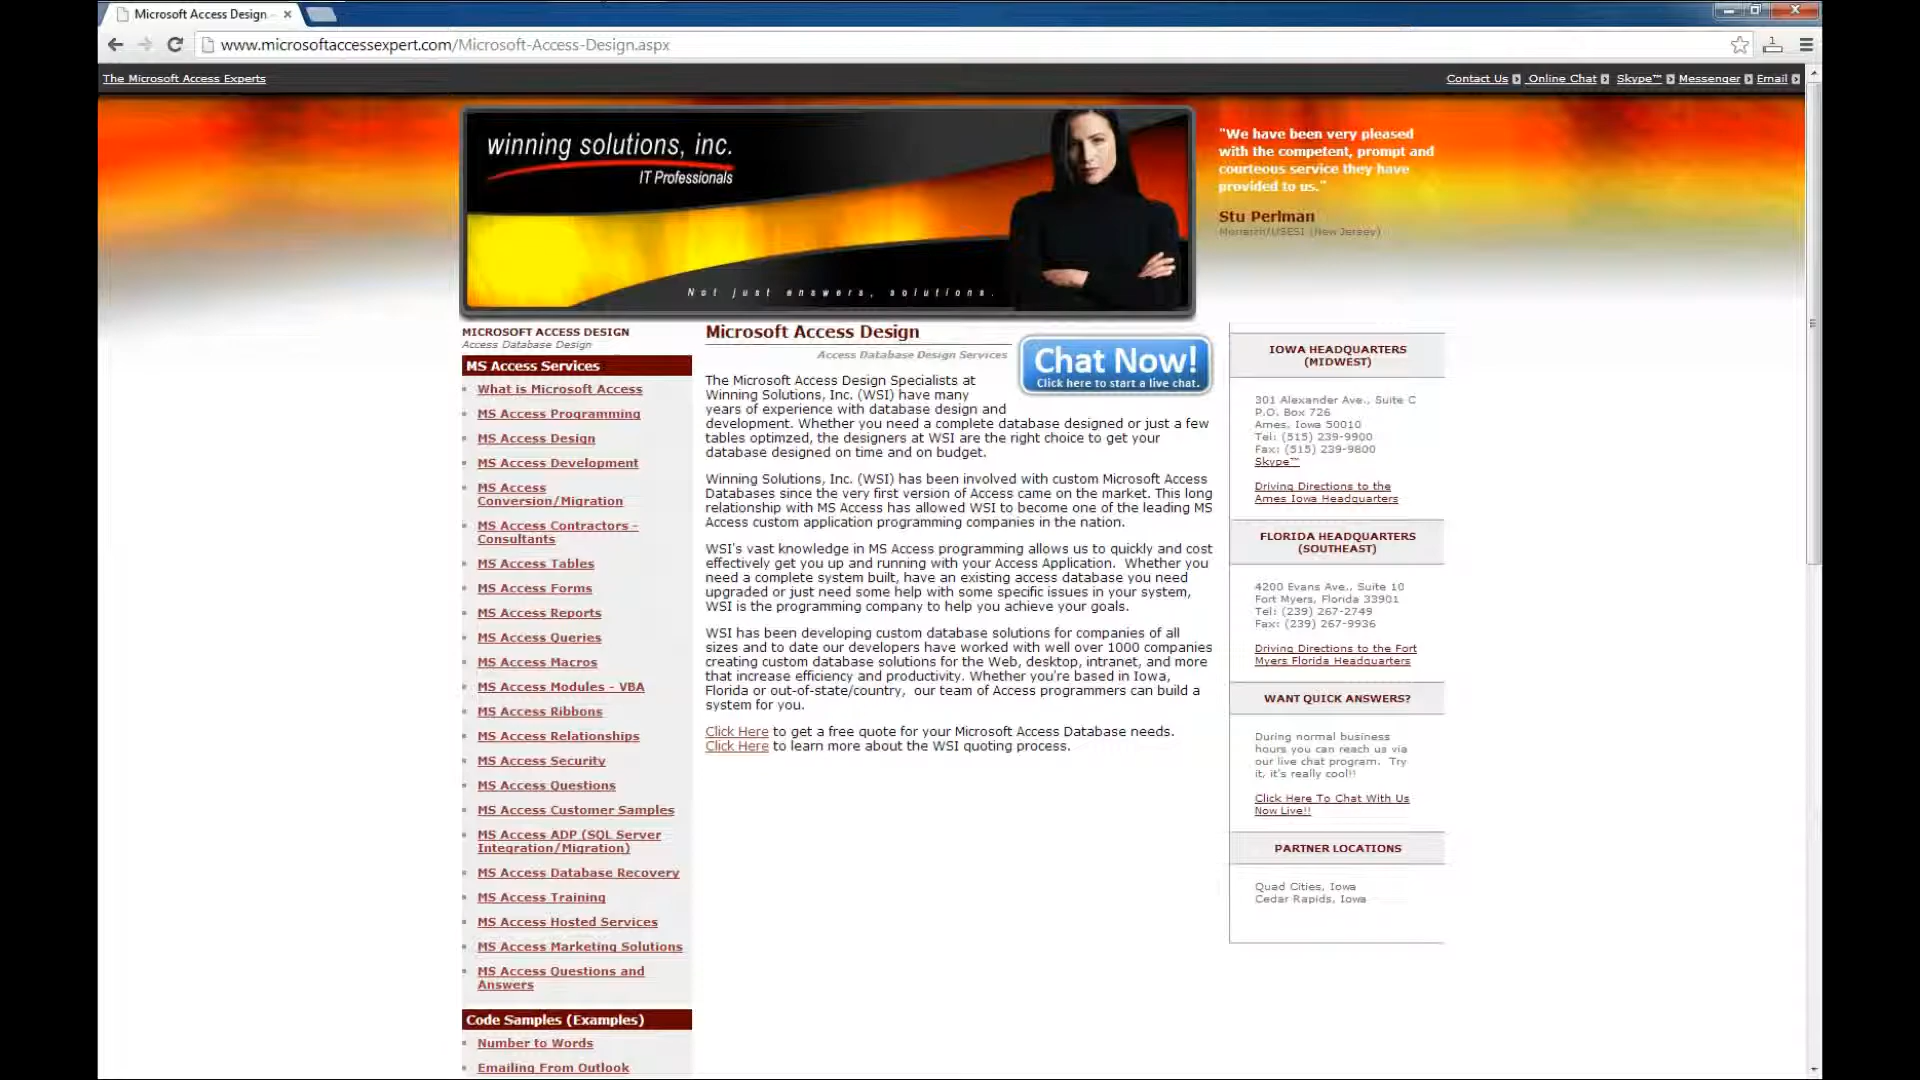 Microsoft Access Design
www.microsoftaccessexpert.com/Microsoft-Access-Design.aspx
The Microsoft Access Experts
Contact Us Online Chat Skype™ Messenger Email
winning solutions, inc.
IT Professionals
Not just answers, solutions.
"We have been very pleased
with the competent, prompt and
courteous service they have
provided to us."
Stu Perlman
(New Jersey)
MICROSOFT ACCESS DESIGN
Access Database Design
MS Access Services
What is Microsoft Access
MS Access Programming
MS Access Design
MS Access Development
MS Access
Conversion/Migration
MS Access Contractors -
Consultants
MS Access Tables
MS Access Forms
MS Access Reports
MS Access Queries
MS Access Macros
MS Access Modules - VBA
MS Access Ribbons
MS Access Relationships
MS Access Security
MS Access Questions
MS Access Customer Samples
MS Access ADP (SQL Server
Integration/Migration)
MS Access Database Recovery
MS Access Training
MS Access Hosted Services
MS Access Marketing Solutions
MS Access Questions and
Answers
Code Samples (Examples)
Number to Words
Emailing From Outlook
Microsoft Access Design
Access Database Design Services
Chat Now!
Click here to start a live chat.
The Microsoft Access Design Specialists at
Winning Solutions, Inc. (WSI) have many
years of experience with database design and
development. Whether you need a complete database designed or just a few
tables optimzed, the designers at WSI are the right choice to get your
database designed on time and on budget.
Winning Solutions, Inc. (WSI) has been involved with custom Microsoft Access
Databases since the very first version of Access came on the market. This long
relationship with MS Access has allowed WSI to become one of the leading MS
Access custom application programming companies in the nation.
WSI's vast knowledge in MS Access programming allows us to quickly and cost
effectively get you up and running with your Access Application. Whether you
need a complete system built, have an existing access database you need
upgraded or just need some help with some specific issues in your system,
WSI is the programming company to help you achieve your goals.
WSI has been developing custom database solutions for companies of all
sizes and to date our developers have worked with well over 1000 companies
creating custom database solutions for the Web, desktop, intranet, and more
that increase efficiency and productivity. Whether you're based in Iowa,
Florida or out-of-state/country, our team of Access programmers can build a
system for you.
Click Here to get a free quote for your Microsoft Access Database needs.
Click Here to learn more about the WSI quoting process.
IOWA HEADQUARTERS
(MIDWEST)
301 Alexander Ave., Suite C
P.O. Box 726
Ames, Iowa 50010
Tel: (515) 239-9900
Fax: (515) 239-9800
Skype™
Driving Directions to the
Ames Iowa Headquarters
FLORIDA HEADQUARTERS
(SOUTHEAST)
4200 Evans Ave., Suite 10
Fort Myers, Florida 33901
Tel: (239) 267-2749
Fax: (239) 267-9936
Driving Directions to the Fort
Myers Florida Headquarters
WANT QUICK ANSWERS?
During normal business
hours you can reach us via
our live chat program. Try
it, it's really cool!!
Click Here To Chat With Us
Now Live!!
PARTNER LOCATIONS
Quad Cities, Iowa
Cedar Rapids, Iowa